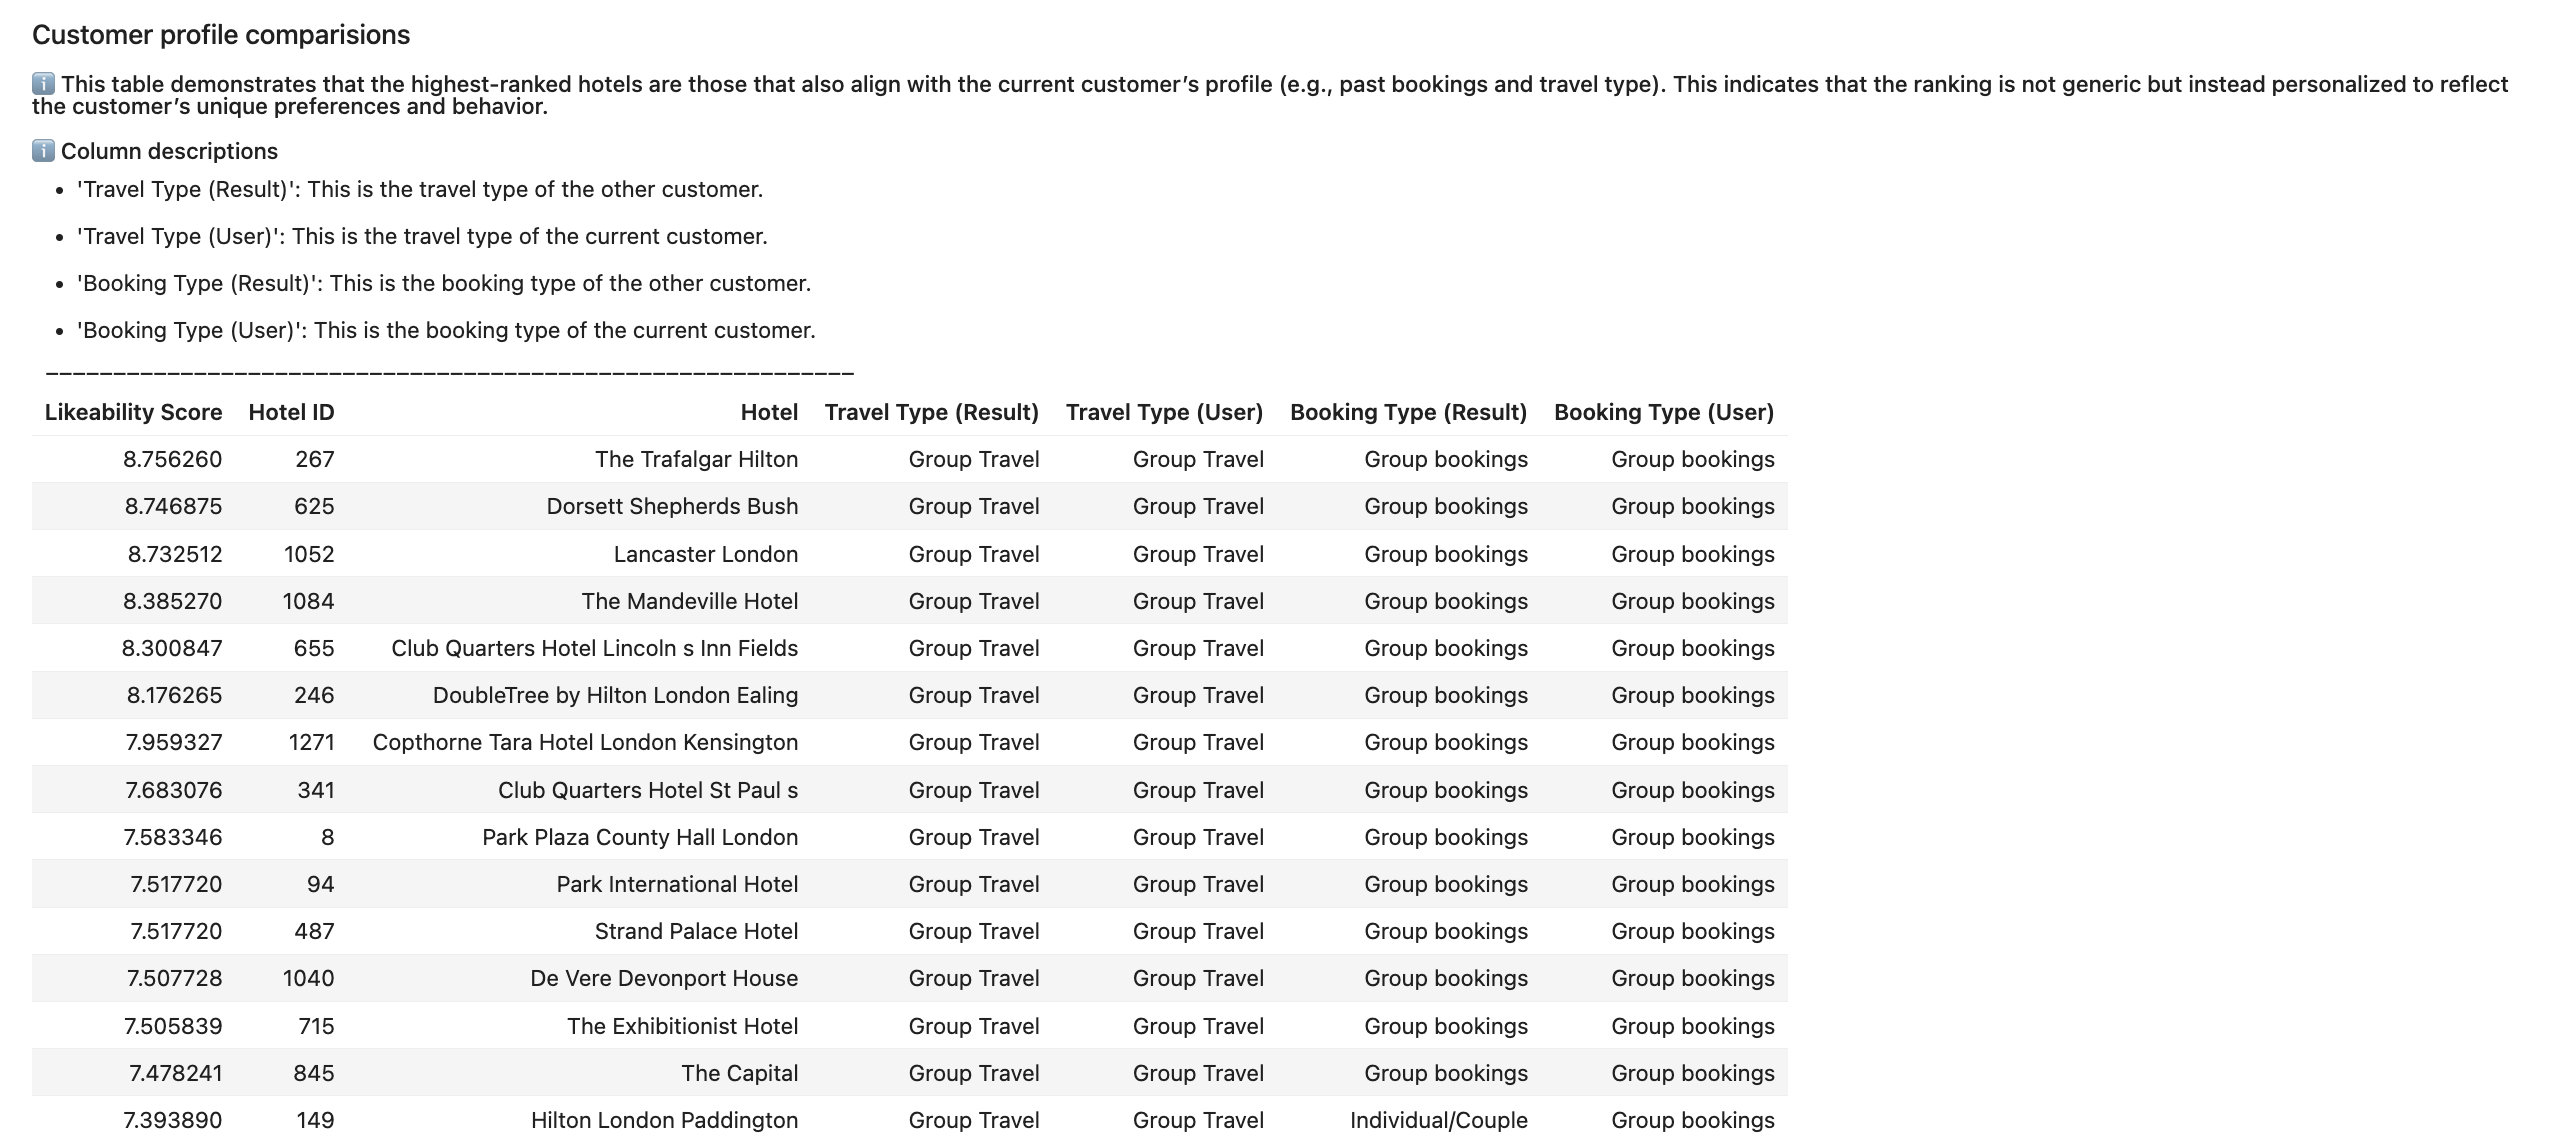 Customer profile comparisions
ℹ️ This table demonstrates that the highest-ranked hotels are those that also align with the current customer’s profile (e.g., past bookings and travel type). This indicates that the ranking is not generic but instead personalized to reflect
the customer’s unique preferences and behavior.
ℹ️ Column descriptions
• 'Travel Type (Result)': This is the travel type of the other customer.
• 'Travel Type (User)': This is the travel type of the current customer.
• 'Booking Type (Result)': This is the booking type of the other customer.
• 'Booking Type (User)': This is the booking type of the current customer.
____________________________________________________________
Likeability Score Hotel ID Hotel Travel Type (Result) Travel Type (User) Booking Type (Result) Booking Type (User)
8.756260 267 The Trafalgar Hilton Group Travel Group Travel Group bookings Group bookings
8.746875 625 Dorsett Shepherds Bush Group Travel Group Travel Group bookings Group bookings
8.732512 1052 Lancaster London Group Travel Group Travel Group bookings Group bookings
8.385270 1084 The Mandeville Hotel Group Travel Group Travel Group bookings Group bookings
8.300847 655 Club Quarters Hotel Lincoln s Inn Fields Group Travel Group Travel Group bookings Group bookings
8.176265 246 DoubleTree by Hilton London Ealing Group Travel Group Travel Group bookings Group bookings
7.959327 1271 Copthorne Tara Hotel London Kensington Group Travel Group Travel Group bookings Group bookings
7.683076 341 Club Quarters Hotel St Paul s Group Travel Group Travel Group bookings Group bookings
7.583346 8 Park Plaza County Hall London Group Travel Group Travel Group bookings Group bookings
7.517720 94 Park International Hotel Group Travel Group Travel Group bookings Group bookings
7.517720 487 Strand Palace Hotel Group Travel Group Travel Group bookings Group bookings
7.507728 1040 De Vere Devonport House Group Travel Group Travel Group bookings Group bookings
7.505839 715 The Exhibitionist Hotel Group Travel Group Travel Group bookings Group bookings
7.478241 845 The Capital Group Travel Group Travel Group bookings Group bookings
7.393890 149 Hilton London Paddington Group Travel Group Travel Individual/Couple Group bookings